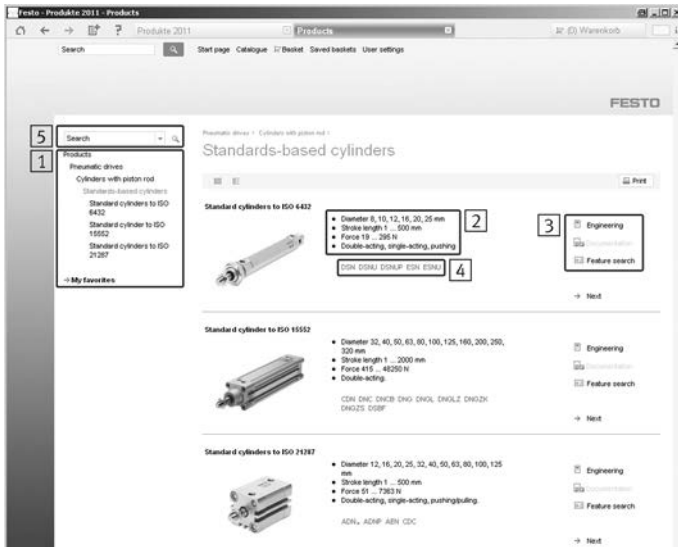 Festo - Produkte 2011 - Products
Produkte 2011
Products
(0) Warenkorb
Search
Start page Catalogue Basket Saved baskets User settings
FESTO
5
Search
1
Products
Pneumatic drives
Cylinders with piston rod
Standards-based cylinders
Standard cylinders to ISO
6432
Standard cylinder to ISO
15552
Standard cylinders to ISO
21287
→ My favorites
Pneumatic drives > Cylinders with piston rod >
Standards-based cylinders
Print
Standard cylinders to ISO 6432
• Diameter 8, 10, 12, 16, 20, 25 mm
• Stroke length 1 ... 500 mm
• Force 19 ... 295 N
• Double-acting, single-acting, pushing
2
DSN DSNU DSNUP ESN ESNU
4
3
Engineering
Documentation
Feature search
→ Next
Standard cylinder to ISO 15552
• Diameter 32, 40, 50, 63, 80, 100, 125, 160, 200, 250,
320 mm
• Stroke length 1 ... 2000 mm
• Force 415 ... 48250 N
• Double-acting.
CDN DNC DNCB DNG DNGL DNGLZ DNGZK
DNGZS DSBF
Engineering
Documentation
Feature search
→ Next
Standard cylinders to ISO 21287
• Diameter 12, 16, 20, 25, 32, 40, 50, 63, 80, 100, 125
mm
• Stroke length 1 ... 500 mm
• Force 51 ... 7363 N
• Double-acting, single-acting, pushing/pulling.
ADN, ADNP AEN CDC
Engineering
Documentation
Feature search
→ Next